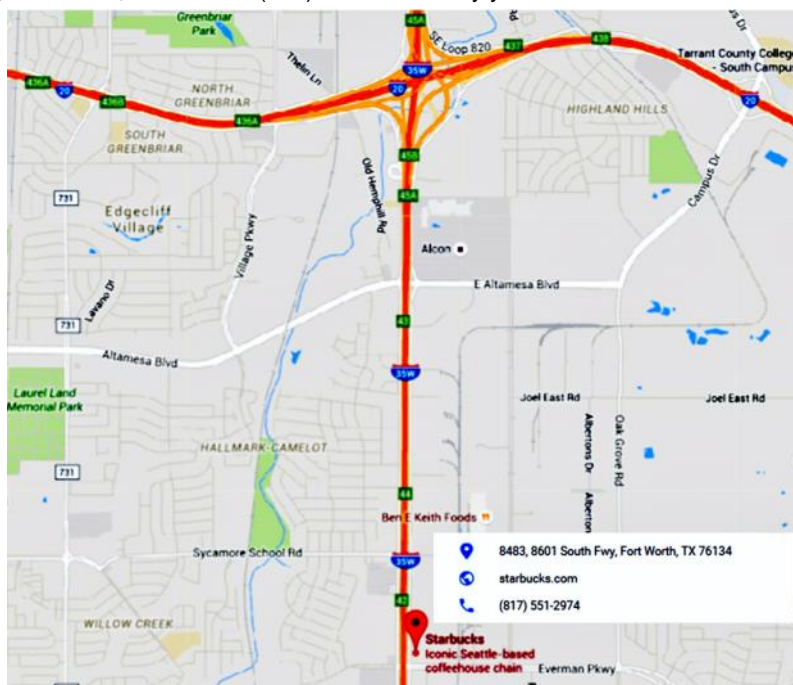 45A
Greenbriar
Park
SE Loop 820
437
438
Tarrant County College
- South Campus
Thelin Ln
35W
436A
20
436B
NORTH
GREENBRIAR
20
20
436A
HIGHLAND HILLS
SOUTH
GREENBRIAR
45B
Old Hemphill Rd
45A
Campus Dr
731
Edgecliff
Village
Village Pkwy
Alcon
E Altamesa Blvd
Lavano Dr
731
43
Altamesa Blvd
35W
Laurel Land
Memorial Park
Joel East Rd
Joel East Rd
Albertons Dr
Oak Grove Rd
HALLMARK-CAMELOT
731
44
Alberton
Ben E Keith Foods
Sycamore School Rd
35W
8483, 8601 South Fwy, Fort Worth, TX 76134
starbucks.com
(817) 551-2974
42
WILLOW CREEK
Starbucks
Iconic Seattle-based
coffeehouse chain
Everman Pkwy